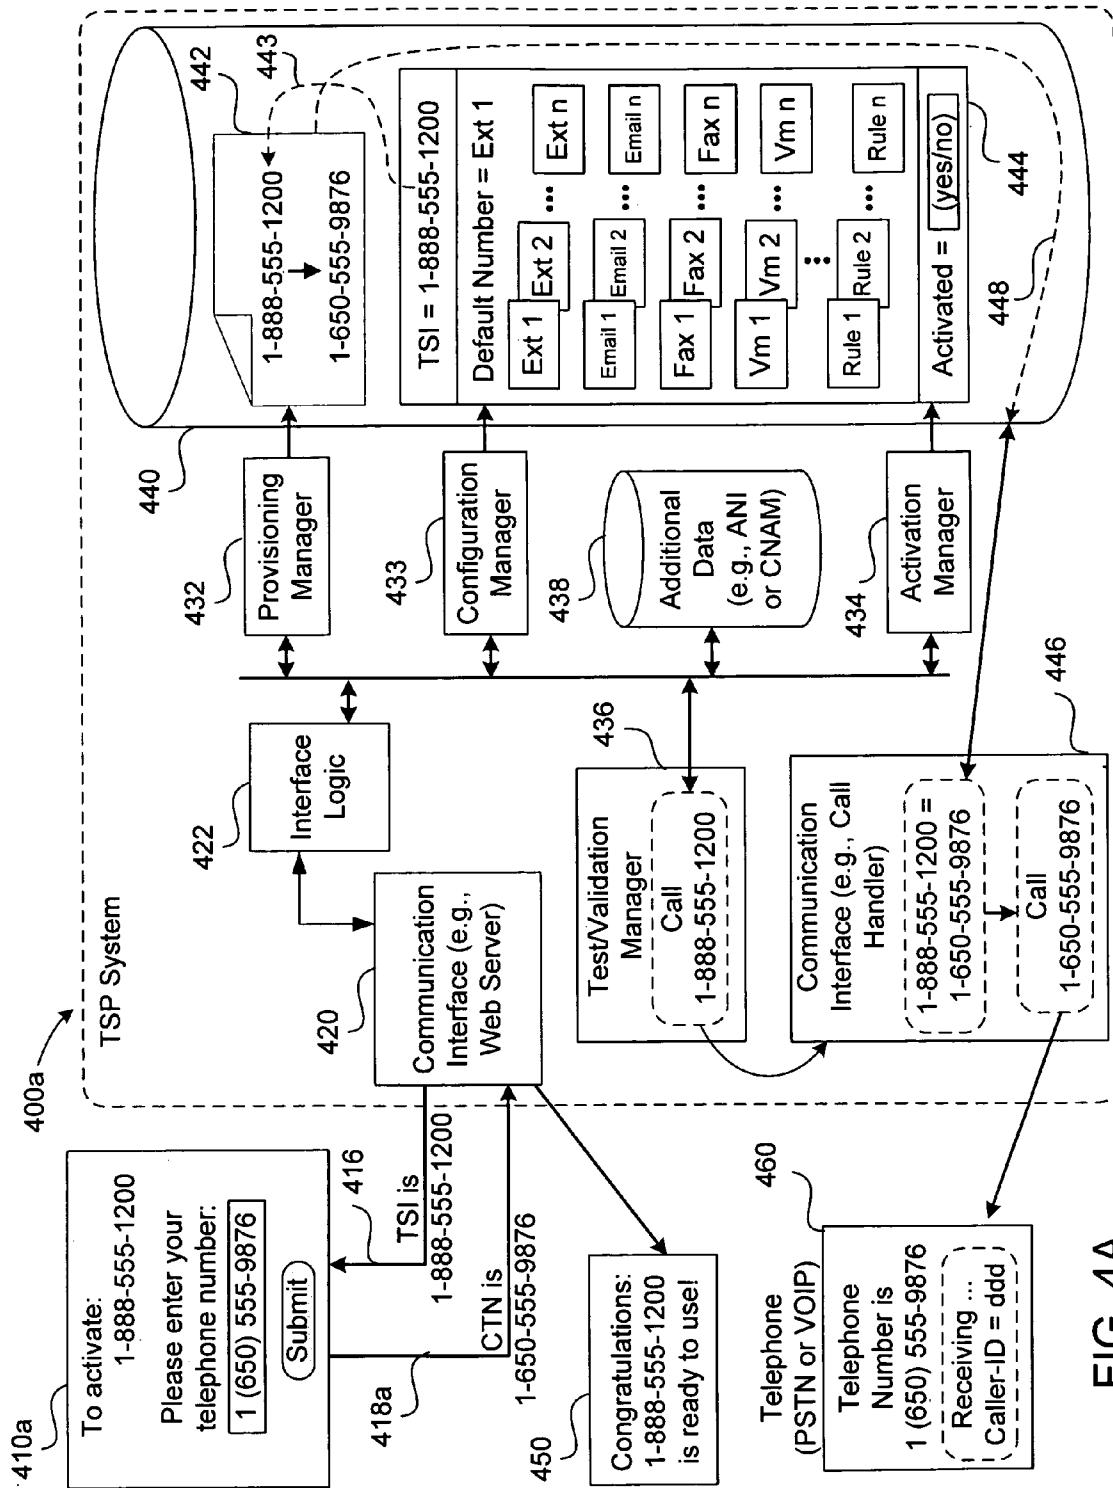 400a
TSP System
410a
To activate:
1-888-555-1200
Please enter your
telephone number:
1 (650) 555-9876
Submit
416
TSI is
1-888-555-1200
418a
CTN is
1-650-555-9876
420
Communication
Interface (e.g.,
Web Server)
422
Interface
Logic
432
Provisioning
Manager
433
Configuration
Manager
438
Additional
Data
(e.g., ANI
or CNAM)
434
Activation
Manager
440
442
1-888-555-1200
1-650-555-9876
443
TSI = 1-888-555-1200
Default Number = Ext 1
Ext 1
Ext 2
...
Ext n
Email 1
Email 2
...
Email n
Fax 1
Fax 2
...
Fax n
Vm 1
Vm 2
...
Vm n
...
Rule 1
Rule 2
...
Rule n
Activated = (yes/no)
444
448
436
Test/Validation
Manager
Call
1-888-555-1200
446
Communication
Interface (e.g., Call
Handler)
1-888-555-1200 =
1-650-555-9876
Call
1-650-555-9876
450
Congratulations:
1-888-555-1200
is ready to use!
Telephone
(PSTN or VOIP)
460
Telephone
Number is
1 (650) 555-9876
Receiving ...
Caller-ID = ddd
FIG. 4A